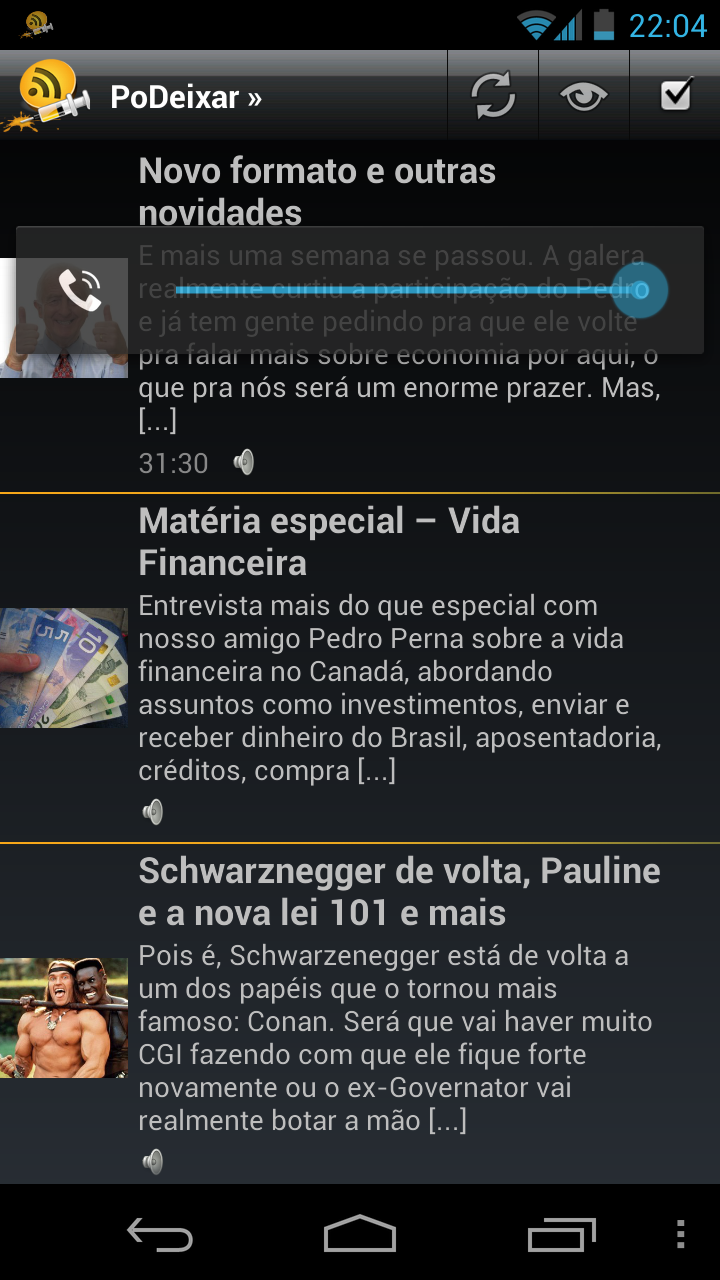 22:04
PoDeixar »
Novo formato e outras
novidades
E mais uma semana se passou. A galera
realmente curtiu a participação do Pedro
e já tem gente pedindo pra que ele volte
pra falar mais sobre economia por aqui, o
que pra nós será um enorme prazer. Mas,
[...]
31:30
Matéria especial – Vida
Financeira
Entrevista mais do que especial com
nosso amigo Pedro Perna sobre a vida
financeira no Canadá, abordando
assuntos como investimentos, enviar e
receber dinheiro do Brasil, aposentadoria,
créditos, compra [...]
5
5
10
Schwarznegger de volta, Pauline
e a nova lei 101 e mais
Pois é, Schwarzenegger está de volta a
um dos papéis que o tornou mais
famoso: Conan. Será que vai haver muito
CGI fazendo com que ele fique forte
novamente ou o ex-Governator vai
realmente botar a mão [...]